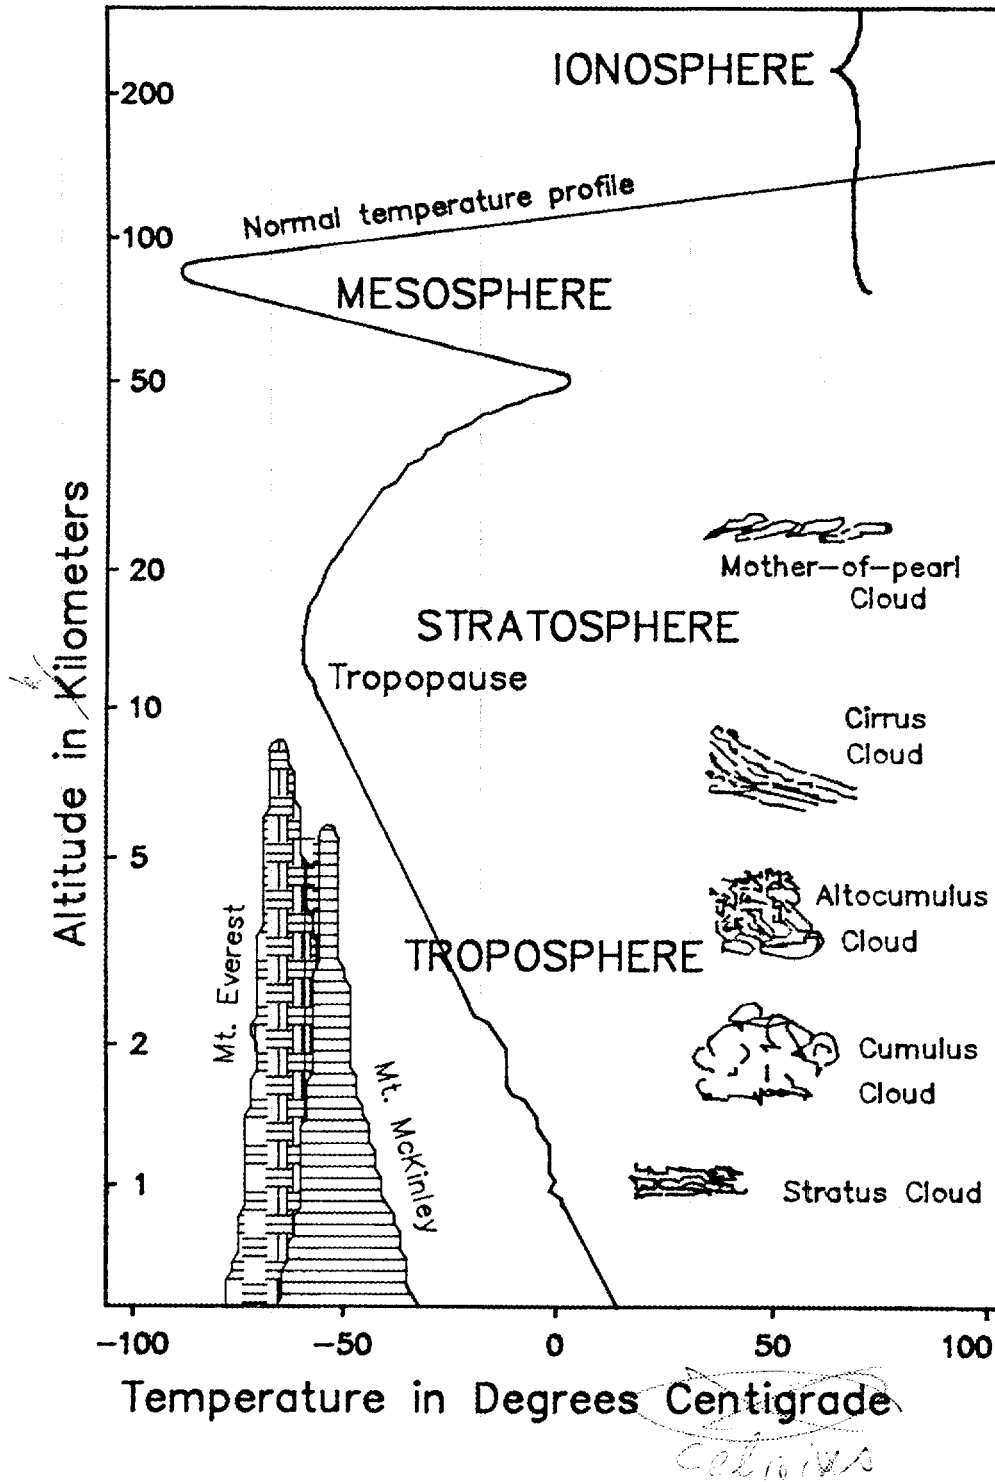 IONOSPHERE
200
Normal temperature profile
100
MESOSPHERE
50
Mother-of-pearl
Cloud
20
STRATOSPHERE
Tropopause
10
Cirrus
Cloud
Altitude in Kilometers
k
5
Altocumulus
Cloud
TROPOSPHERE
Mt. Everest
2
Cumulus
Cloud
Mt. McKinley
1
Stratus Cloud
-100 -50 0 50 100
Temperature in Degrees Centigrade
Celsius